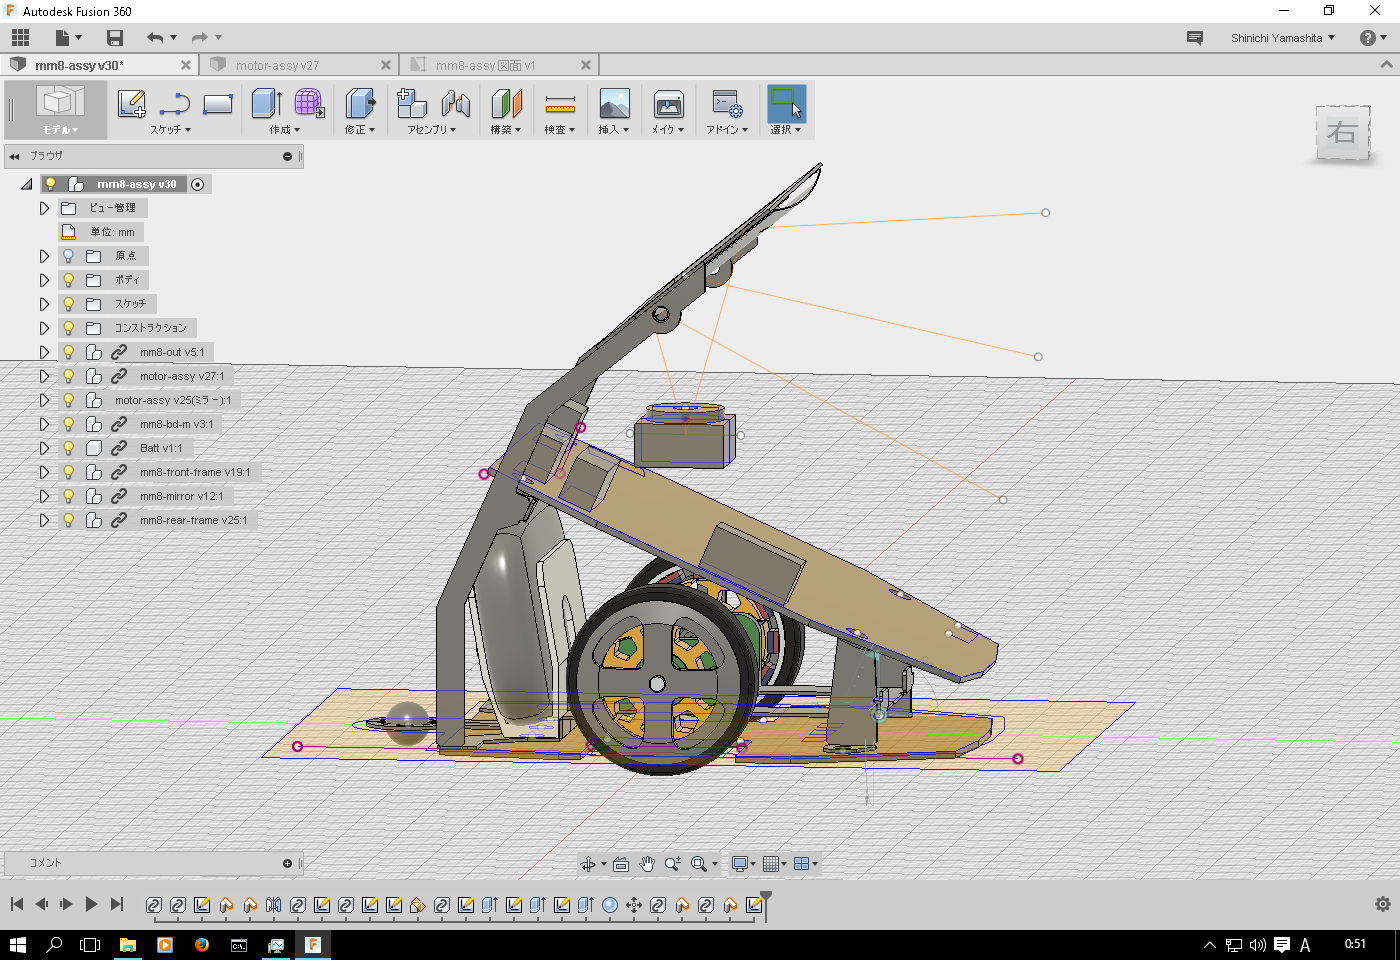 Autodesk Fusion 360
Shinichi Yamashita
mm8-assy v30*
motor-assy v27
mm8-assy 図面 v1
モデル
スケッチ
作成
修正
アセンブリ
構築
検査
挿入
メイク
アドイン
選択
右
ブラウザ
mm8-assy v30
ビュー管理
単位: mm
原点
ボディ
スケッチ
コンストラクション
mm8-out v5:1
motor-assy v27:1
motor-assy v25(ミラー):1
mm8-bd-m v3:1
Batt v1:1
mm8-front-frame v19:1
mm8-mirror v12:1
mm8-rear-frame v25:1
コメント
A
0:51